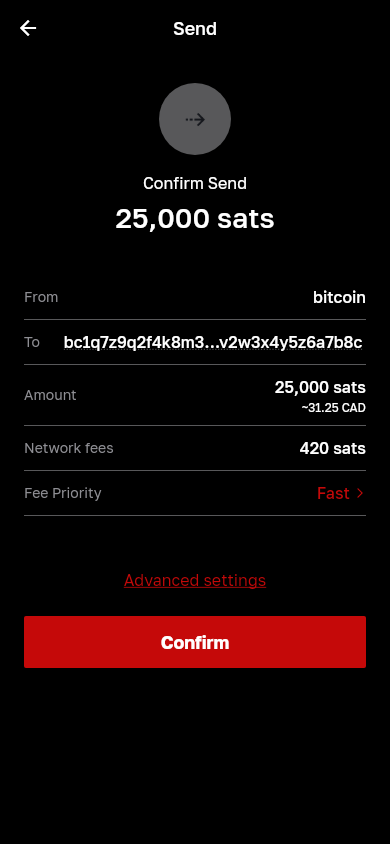 Send
Confirm Send
25,000 sats
From bitcoin
To bc1q7z9q2f4k8m3...v2w3x4y5z6a7b8c
Amount 25,000 sats
~31.25 CAD
Network fees 420 sats
Fee Priority Fast
Advanced settings
Confirm